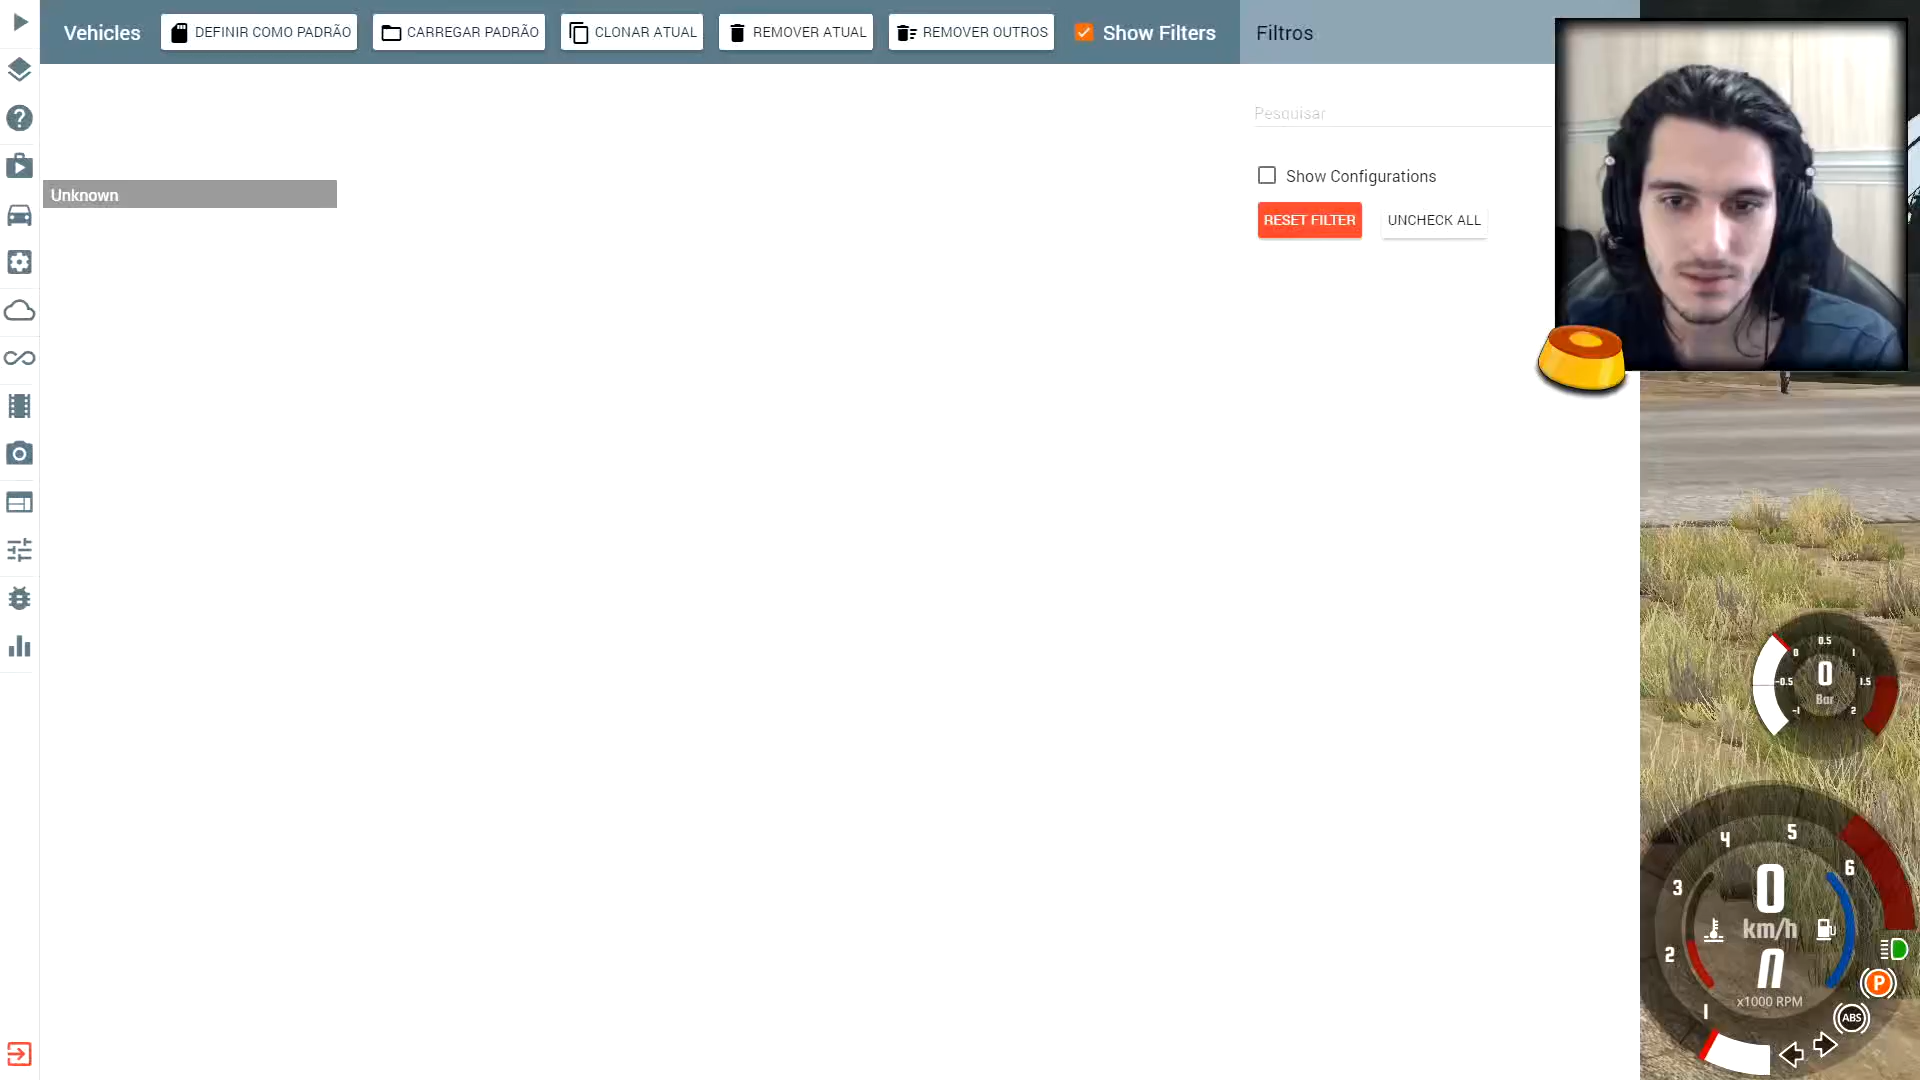 Vehicles
DEFINIR COMO PADRÃO
CARREGAR PADRÃO
CLONAR ATUAL
REMOVER ATUAL
REMOVER OUTROS
Show Filters
Filtros
Pesquisar
Show Configurations
Unknown
RESET FILTER
UNCHECK ALL
0.5
0
1
-0.5
0
1.5
Bar
-1
2
5
4
6
3
0
km/h
2
n
P
x1000 RPM
1
ABS